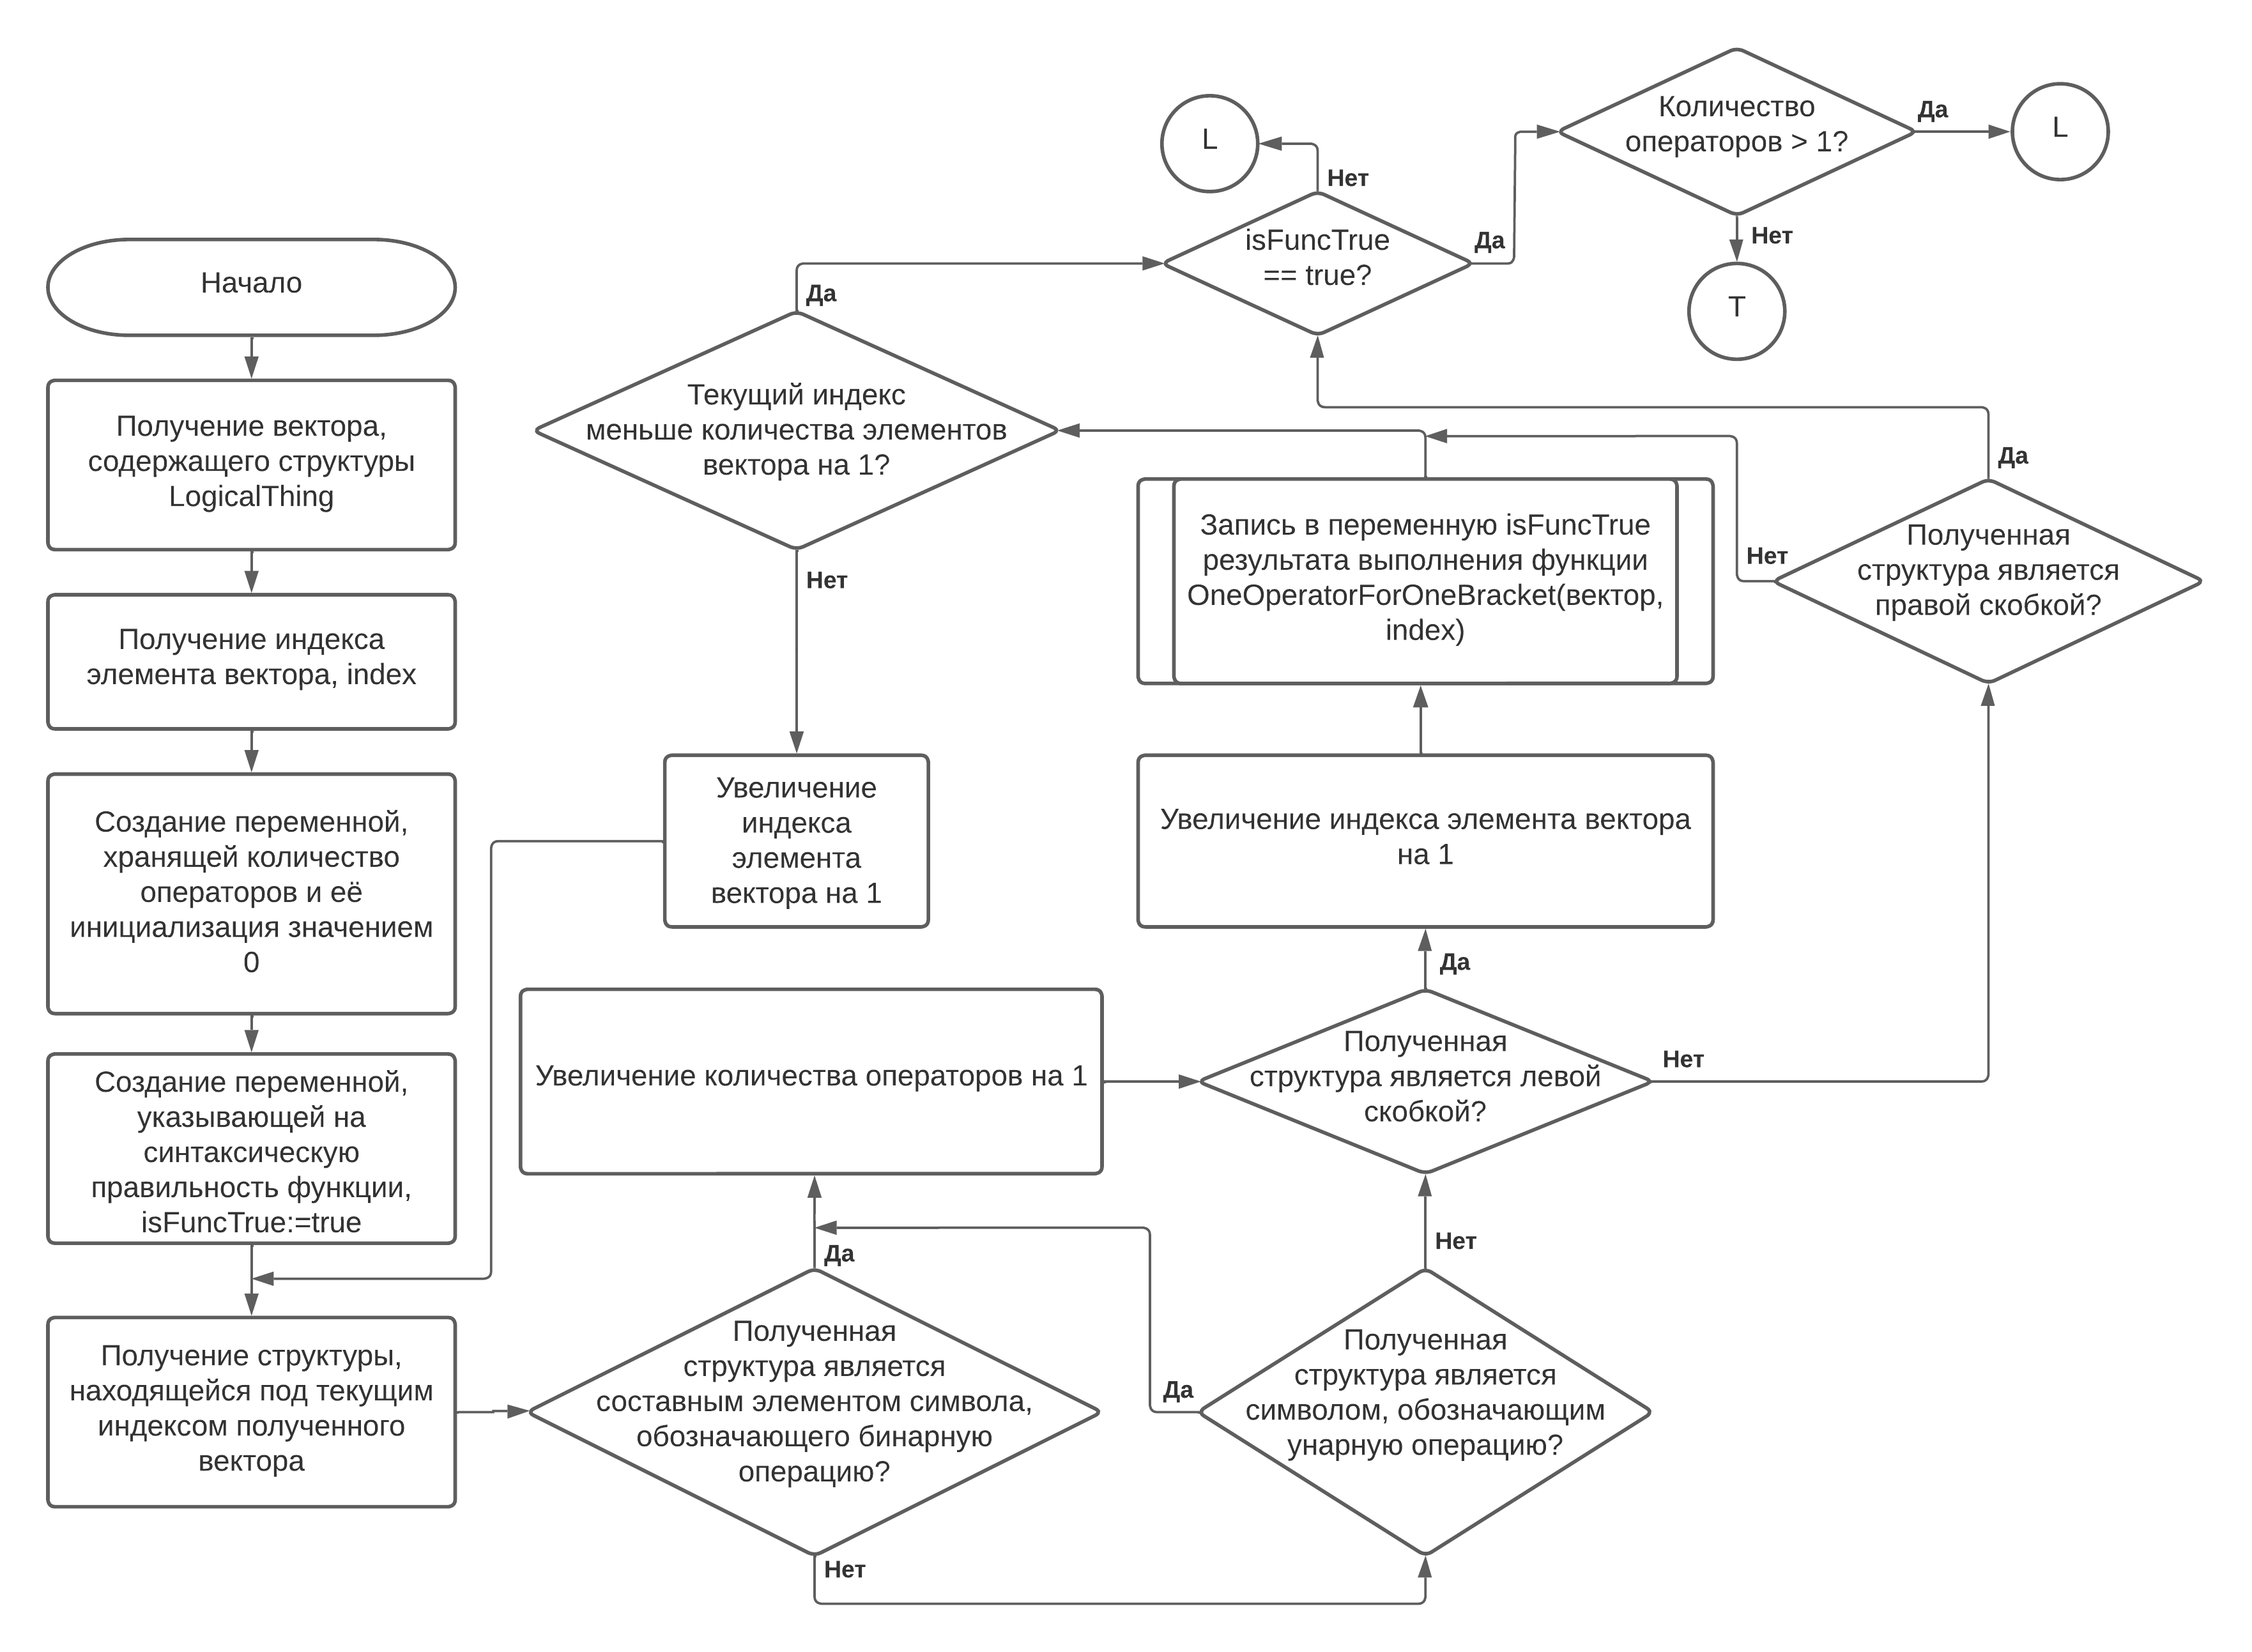 Начало
Получение вектора,
содержащего структуры
LogicalThing
Получение индекса
элемента вектора, index
Создание переменной,
хранящей количество
операторов и её
инициализация значением
0
Создание переменной,
указывающей на
синтаксическую
правильность функции,
isFuncTrue:=true
Получение структуры,
находящейся под текущим
индексом полученного
вектора
Полученная
структура является
составным элементом символа,
обозначающего бинарную
операцию?
Да
Нет
Полученная
структура является
символом, обозначающим
унарную операцию?
Да
Нет
Увеличение количества операторов на 1
Полученная
структура является левой
скобкой?
Да
Нет
Увеличение индекса элемента вектора
на 1
Запись в переменную isFuncTrue
результата выполнения функции
OneOperatorForOneBracket(вектор,
index)
Полученная
структура является
правой скобкой?
Да
Нет
Текущий индекс
меньше количества элементов
вектора на 1?
Да
Нет
Увеличение
индекса
элемента
вектора на 1
isFuncTrue
== true?
Нет
L
Да
Количество
операторов > 1?
Да
L
Нет
T